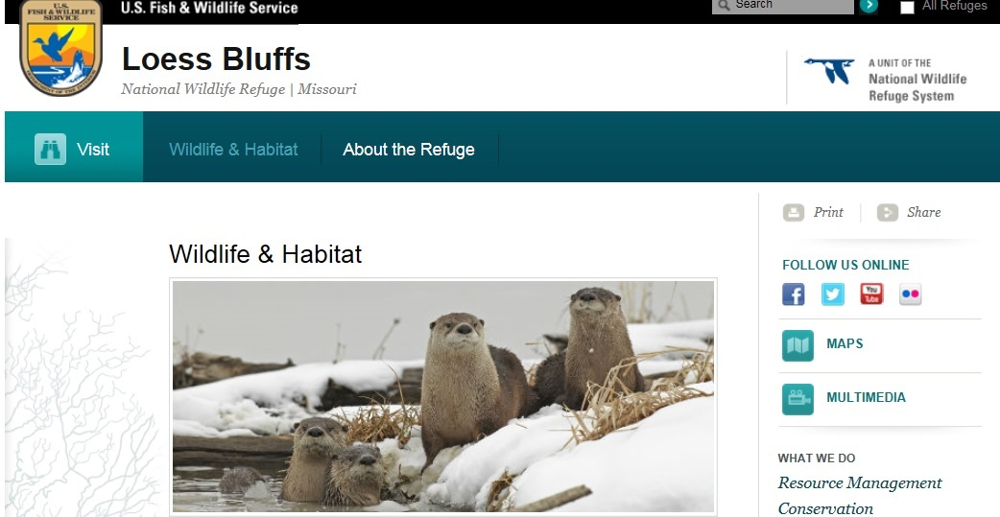 U.S.
FISH & WILDLIFE
SERVICE
U.S. Fish & Wildlife Service
Search
All Refuges
Loess Bluffs
National Wildlife Refuge | Missouri
A UNIT OF THE
National Wildlife
Refuge System
Visit
Wildlife & Habitat
About the Refuge
Print
Share
Wildlife & Habitat
FOLLOW US ONLINE
You
Tube
MAPS
MULTIMEDIA
WHAT WE DO
Resource Management
Conservation